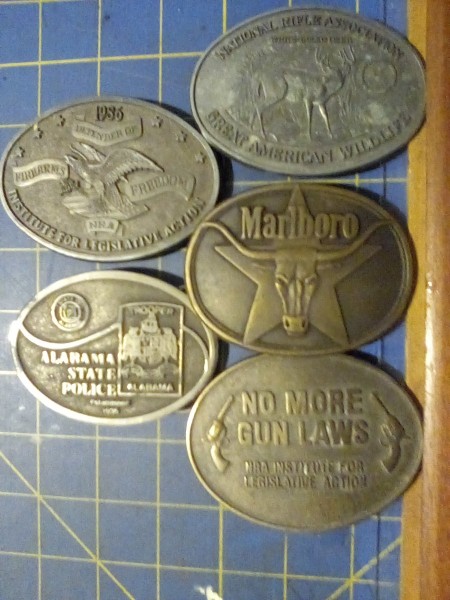 NATIONAL RIFLE ASSOCIATION
GREAT AMERICAN WILDLIFE
1986
DEFENDER OF
FIREARMS
FREEDOM
NRA
INSTITUTE FOR LEGISLATIVE ACTION
Marlboro
TROOPER
ALABAMA
STATE
POLICE
ALABAMA
NO MORE
GUN LAWS
NRA INSTITUTE FOR
LEGISLATIVE ACTION